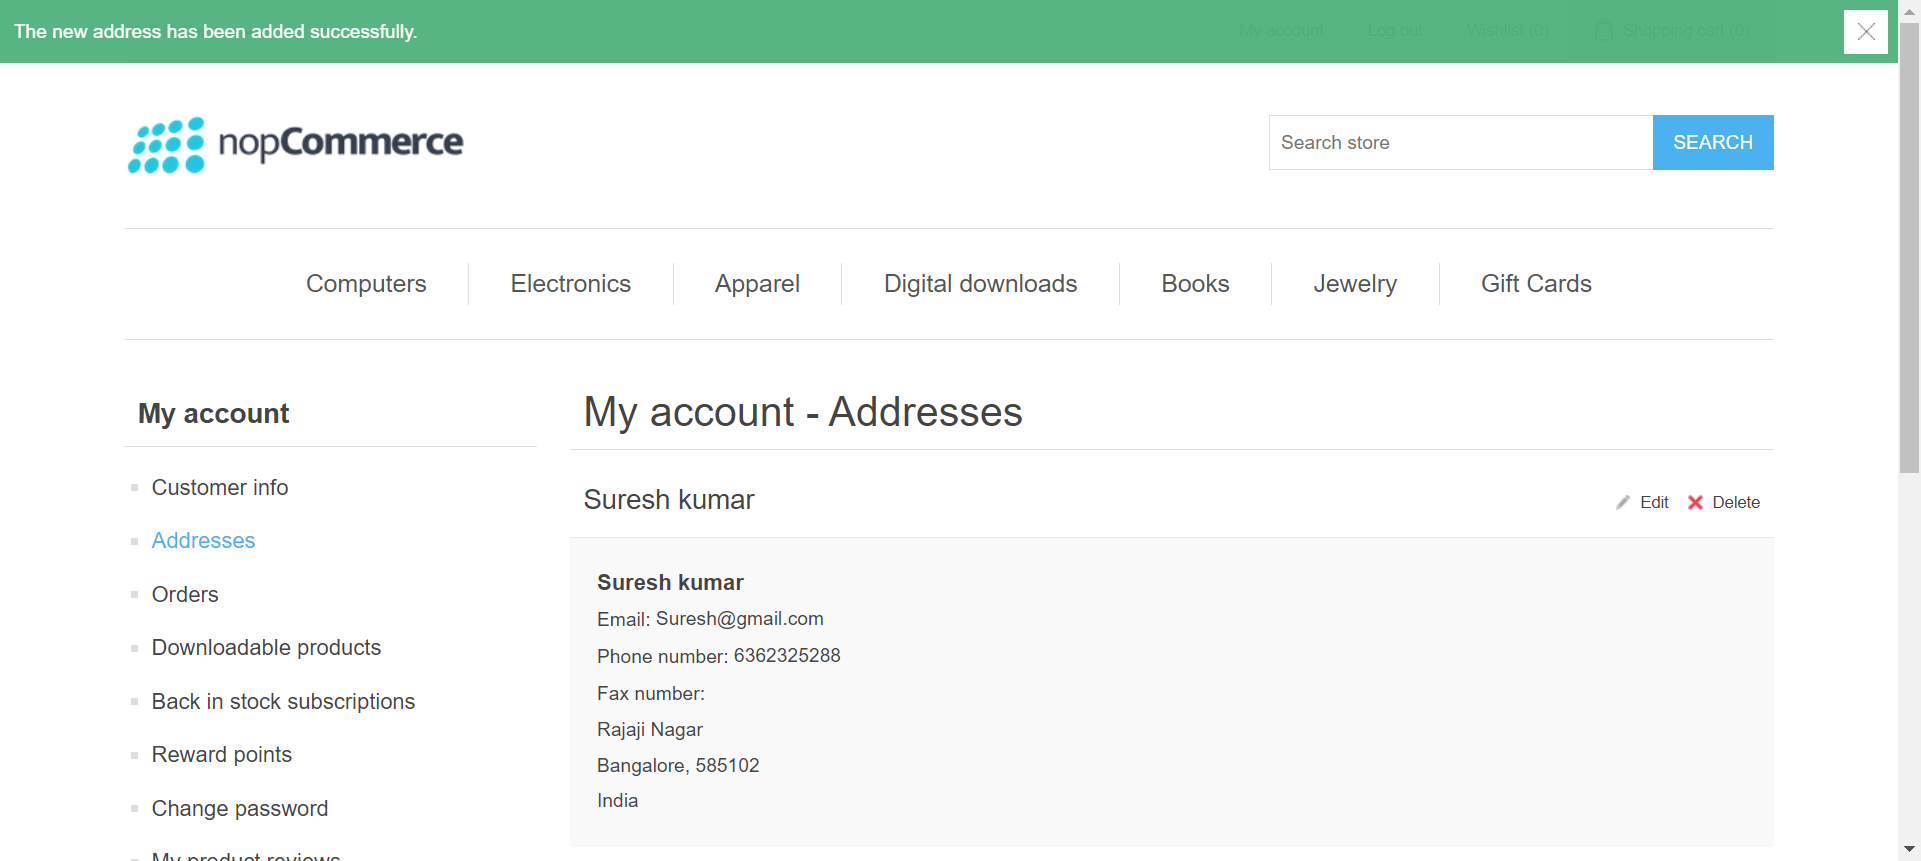 The new address has been added successfully.
My account Log out Wishlist (0) Shopping cart (0)
nopCommerce
Search store
SEARCH
Computers Electronics Apparel Digital downloads Books Jewelry Gift Cards
My account
Customer info
Addresses
Orders
Downloadable products
Back in stock subscriptions
Reward points
Change password
My product reviews
My account - Addresses
Suresh kumar
Edit Delete
Suresh kumar
Email: Suresh@gmail.com
Phone number: 6362325288
Fax number:
Rajaji Nagar
Bangalore, 585102
India